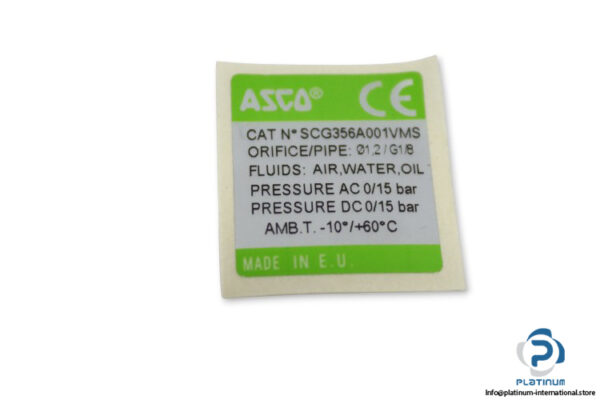 ASCO® CE
CAT N° SCG356A001VMS
ORIFICE/PIPE: Ø1,2 / G1/8
FLUIDS: AIR,WATER,OIL
PRESSURE AC 0/15 bar
PRESSURE DC 0/15 bar
AMB.T. -10°/+60°C
MADE IN E.U.
PLATINUM
Info@platinum-international.store